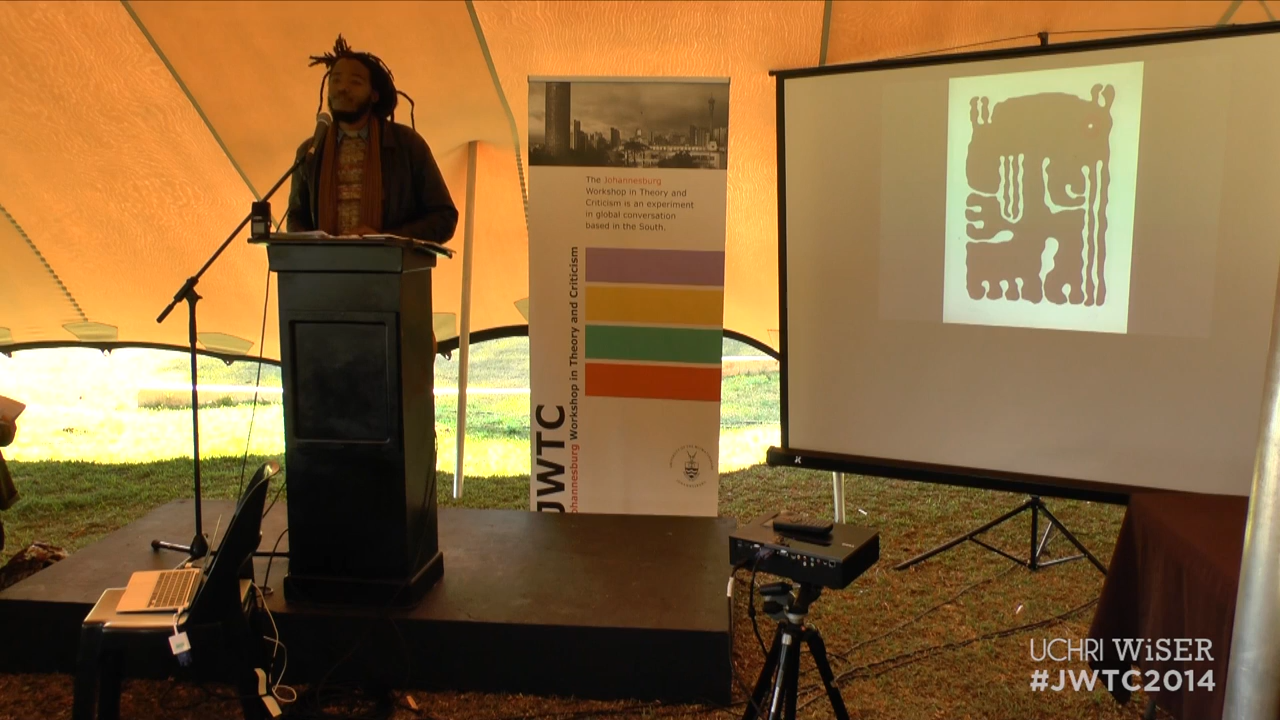 The Johannesburg
Workshop in Theory and
Criticism is an experiment
in global conversation
based in the South.
JWTC
Johannesburg Workshop in Theory and Criticism
UCHRI WiSER
#JWTC2014